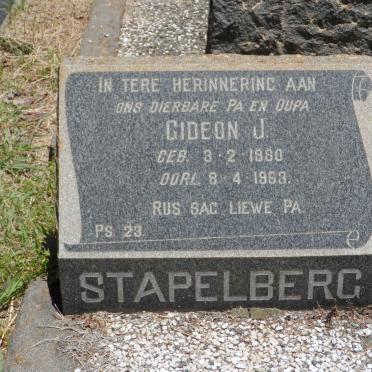 IN TERE HERINNERING AAN
ONS DIERBARE PA EN OUPA
GIDEON J.
GEB. 3-2-1880
OORL. 8-4-1953.
RUS SAG LIEWE PA.
PS 23
STAPELBERG